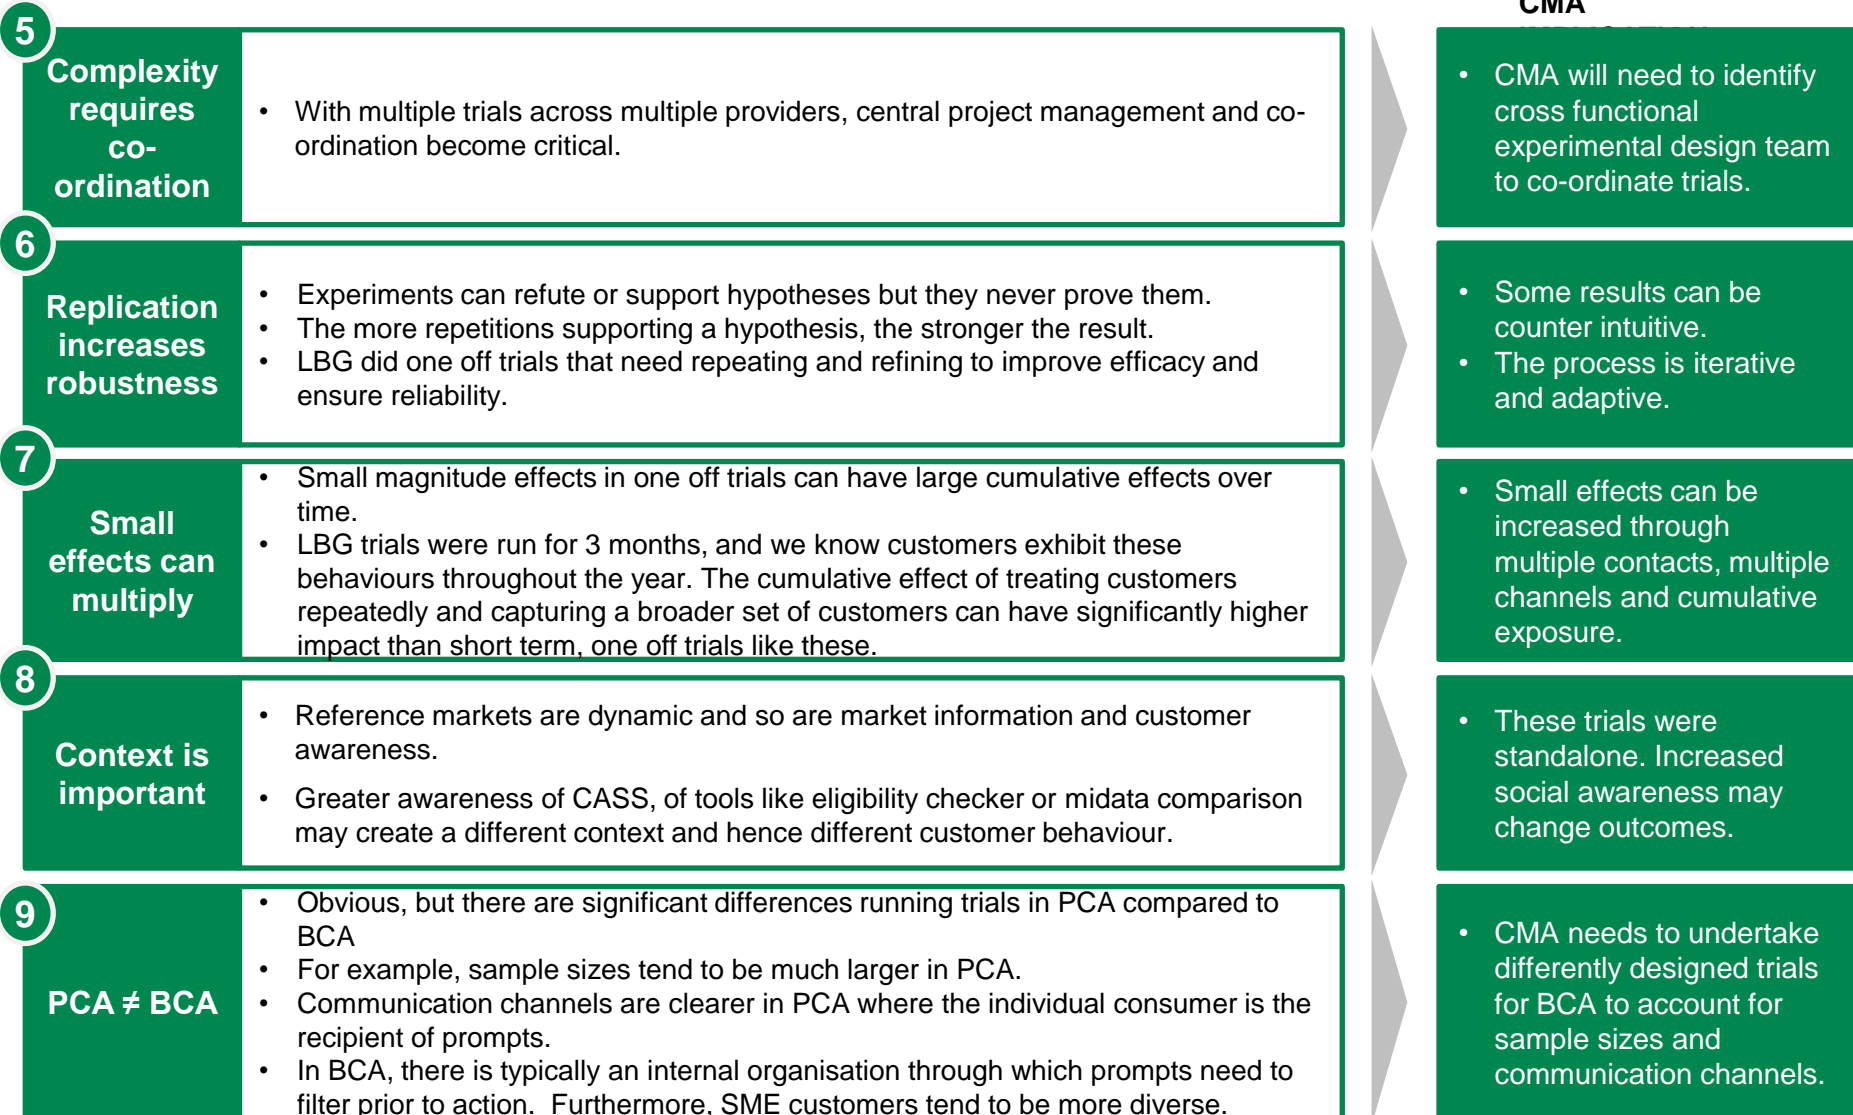 CMA
5
Complexity
requires
co-
ordination
• With multiple trials across multiple providers, central project management and co-
ordination become critical.
• CMA will need to identify
cross functional
experimental design team
to co-ordinate trials.
6
Replication
increases
robustness
• Experiments can refute or support hypotheses but they never prove them.
• The more repetitions supporting a hypothesis, the stronger the result.
• LBG did one off trials that need repeating and refining to improve efficacy and
ensure reliability.
• Some results can be
counter intuitive.
• The process is iterative
and adaptive.
7
Small
effects can
multiply
• Small magnitude effects in one off trials can have large cumulative effects over
time.
• LBG trials were run for 3 months, and we know customers exhibit these
behaviours throughout the year. The cumulative effect of treating customers
repeatedly and capturing a broader set of customers can have significantly higher
impact than short term, one off trials like these.
• Small effects can be
increased through
multiple contacts, multiple
channels and cumulative
exposure.
8
Context is
important
• Reference markets are dynamic and so are market information and customer
awareness.
• Greater awareness of CASS, of tools like eligibility checker or midata comparison
may create a different context and hence different customer behaviour.
• These trials were
standalone. Increased
social awareness may
change outcomes.
9
PCA ≠ BCA
• Obvious, but there are significant differences running trials in PCA compared to
BCA
• For example, sample sizes tend to be much larger in PCA.
• Communication channels are clearer in PCA where the individual consumer is the
recipient of prompts.
• In BCA, there is typically an internal organisation through which prompts need to
filter prior to action. Furthermore, SME customers tend to be more diverse.
• CMA needs to undertake
differently designed trials
for BCA to account for
sample sizes and
communication channels.